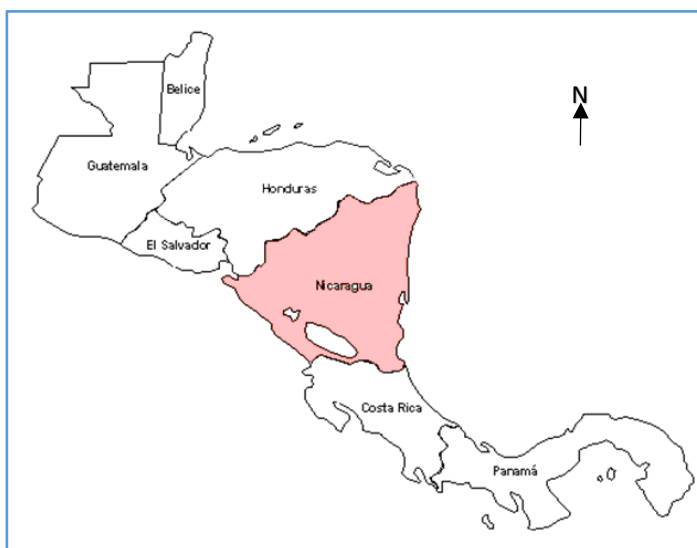 Belice
N
Guatemala
Honduras
El Salvador
Nicaragua
Costa Rica
Panamá